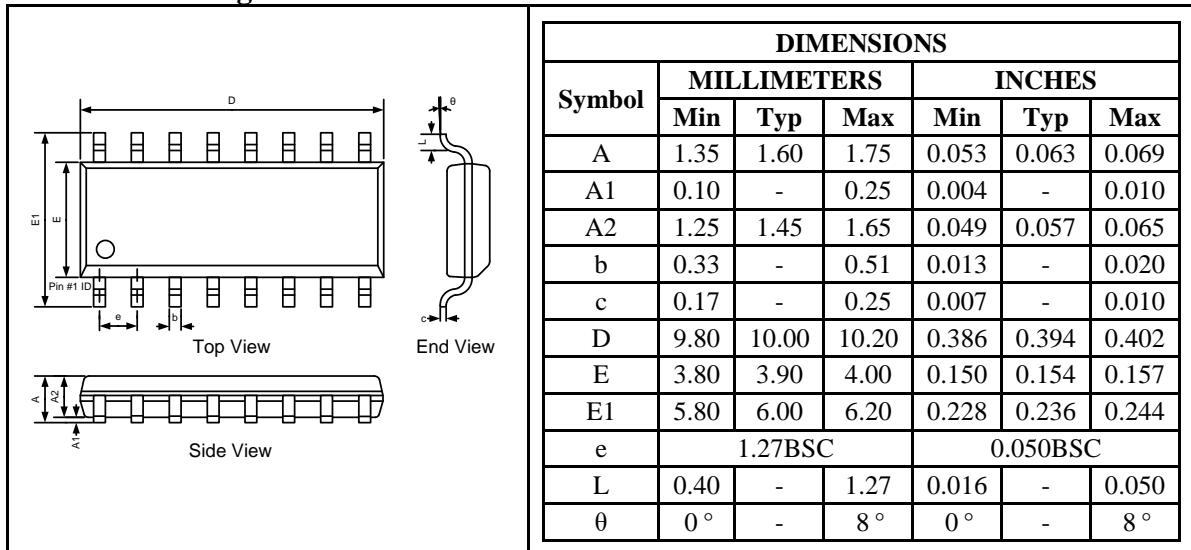 D
θ
L
E1
E
Pin #1 ID
e
b
c
Top View
End View
A
A2
A1
Side View
DIMENSIONS
Symbol MILLIMETERS INCHES
Min Typ Max Min Typ Max
A 1.35 1.60 1.75 0.053 0.063 0.069
A1 0.10 - 0.25 0.004 - 0.010
A2 1.25 1.45 1.65 0.049 0.057 0.065
b 0.33 - 0.51 0.013 - 0.020
c 0.17 - 0.25 0.007 - 0.010
D 9.80 10.00 10.20 0.386 0.394 0.402
E 3.80 3.90 4.00 0.150 0.154 0.157
E1 5.80 6.00 6.20 0.228 0.236 0.244
e 1.27BSC 0.050BSC
L 0.40 - 1.27 0.016 - 0.050
θ 0 ° - 8 ° 0 ° - 8 °